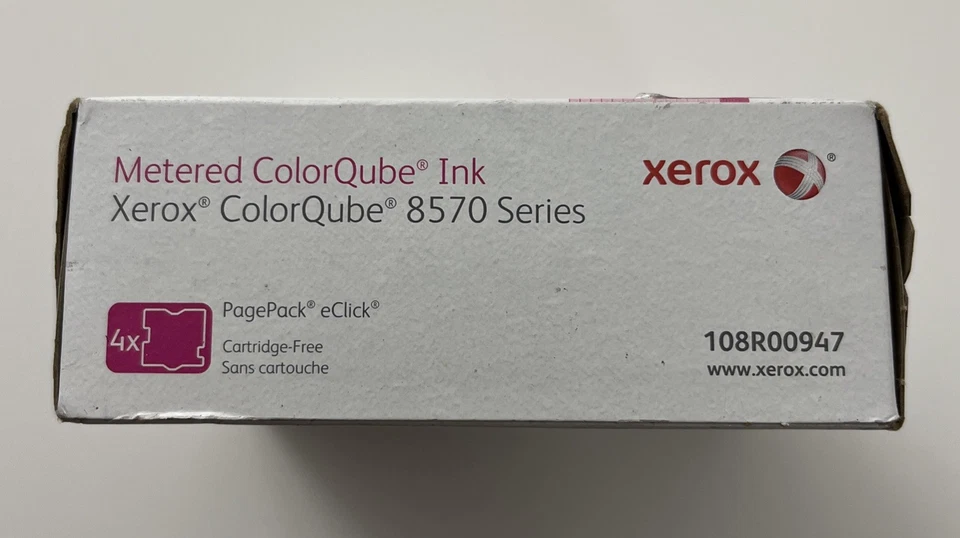 Metered ColorQube® Ink
Xerox® ColorQube® 8570 Series
xerox®
4x
PagePack® eClick®
Cartridge-Free
Sans cartouche
108R00947
www.xerox.com